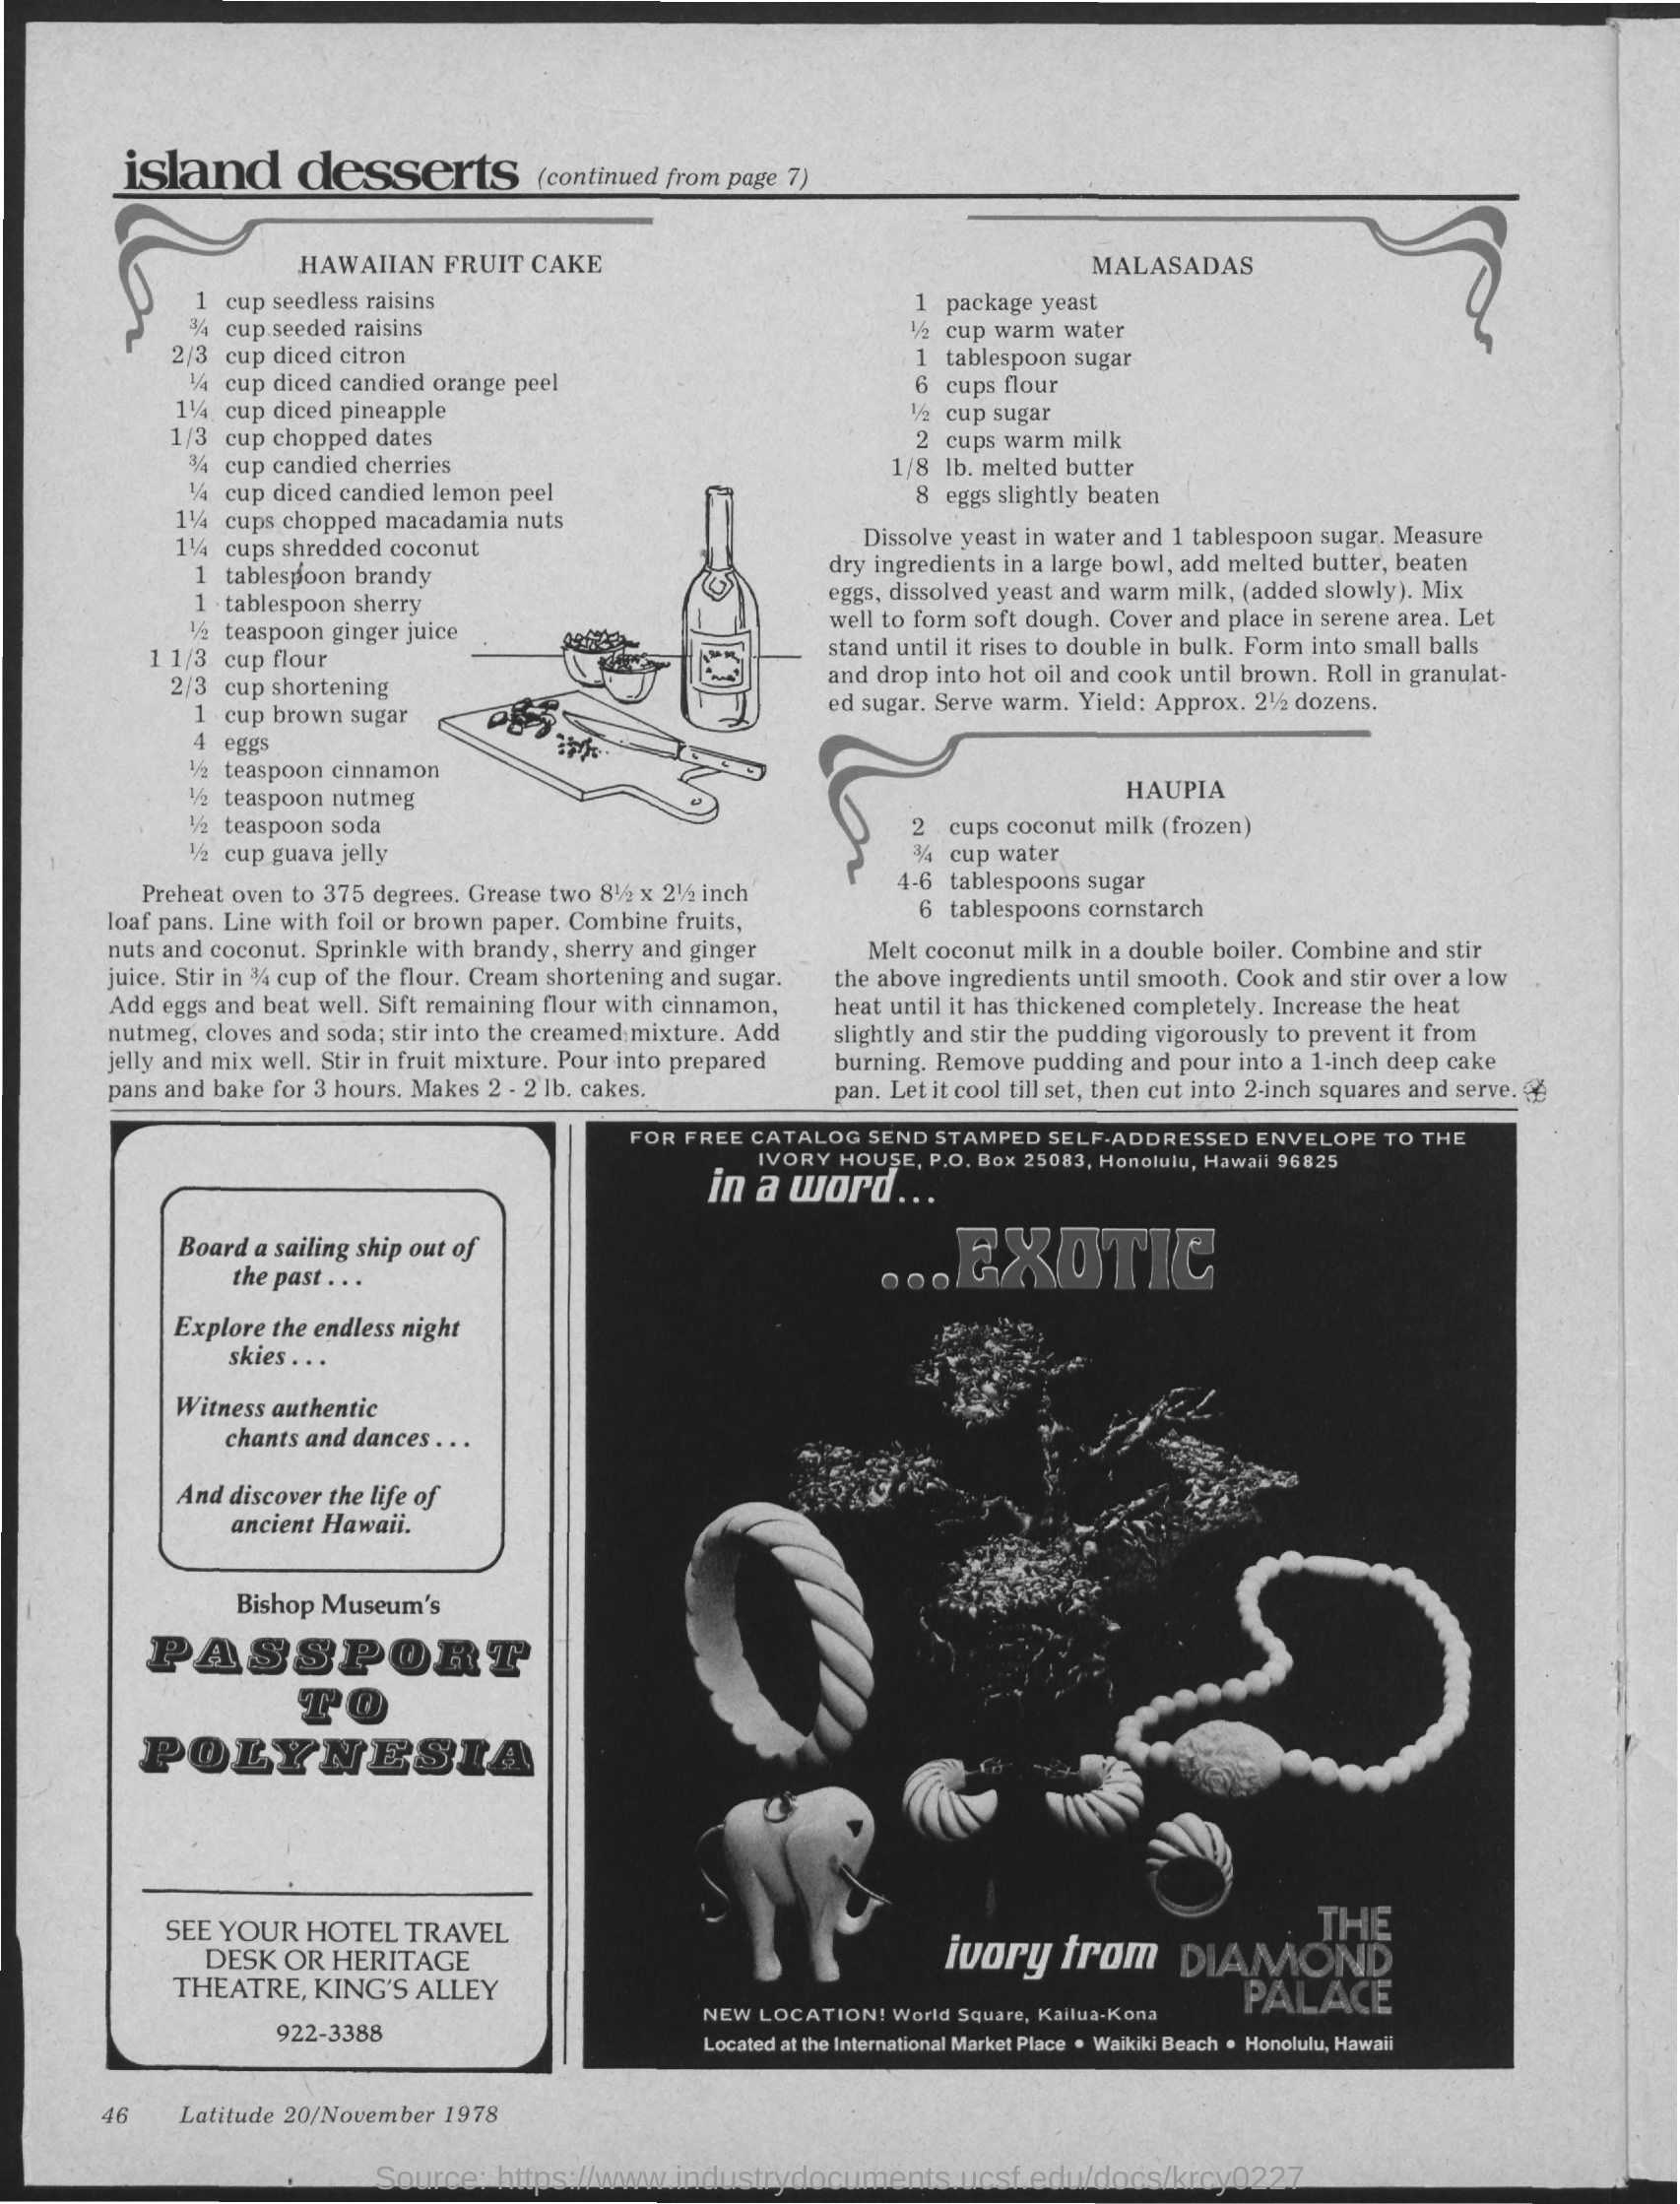 island desserts (continued from page 7)
HAWAIIAN FRUIT CAKE
1 cup seedless raisins
¾ cup seeded raisins
2/3 cup diced citron
¼ cup diced candied orange peel
1¼ cup diced pineapple
1/3 cup chopped dates
¾ cup candied cherries
¼ cup diced candied lemon peel
1¼ cups chopped macadamia nuts
1¼ cups shredded coconut
1 tablespoon brandy
1 tablespoon sherry
½ teaspoon ginger juice
1 1/3 cup flour
2/3 cup shortening
1 cup brown sugar
4 eggs
½ teaspoon cinnamon
½ teaspoon nutmeg
½ teaspoon soda
½ cup guava jelly
Preheat oven to 375 degrees. Grease two 8½ x 2½ inch
loaf pans. Line with foil or brown paper. Combine fruits,
nuts and coconut. Sprinkle with brandy, sherry and ginger
juice. Stir in ¾ cup of the flour. Cream shortening and sugar.
Add eggs and beat well. Sift remaining flour with cinnamon,
nutmeg, cloves and soda; stir into the creamed mixture. Add
jelly and mix well. Stir in fruit mixture. Pour into prepared
pans and bake for 3 hours. Makes 2 - 2 lb. cakes.
MALASADAS
1 package yeast
½ cup warm water
1 tablespoon sugar
6 cups flour
½ cup sugar
2 cups warm milk
1/8 lb. melted butter
8 eggs slightly beaten
Dissolve yeast in water and 1 tablespoon sugar. Measure
dry ingredients in a large bowl, add melted butter, beaten
eggs, dissolved yeast and warm milk, (added slowly). Mix
well to form soft dough. Cover and place in serene area. Let
stand until it rises to double in bulk. Form into small balls
and drop into hot oil and cook until brown. Roll in granulat-
ed sugar. Serve warm. Yield: Approx. 2½ dozens.
HAUPIA
2 cups coconut milk (frozen)
¾ cup water
4-6 tablespoons sugar
6 tablespoons cornstarch
Melt coconut milk in a double boiler. Combine and stir
the above ingredients until smooth. Cook and stir over a low
heat until it has thickened completely. Increase the heat
slightly and stir the pudding vigorously to prevent it from
burning. Remove pudding and pour into a 1-inch deep cake
pan. Let it cool till set, then cut into 2-inch squares and serve.
Board a sailing ship out of
the past . . .
Explore the endless night
skies . . .
Witness authentic
chants and dances . . .
And discover the life of
ancient Hawaii.
Bishop Museum's
PASSPORT
TO
POLYNESIA
SEE YOUR HOTEL TRAVEL
DESK OR HERITAGE
THEATRE, KING'S ALLEY
922-3388
FOR FREE CATALOG SEND STAMPED SELF-ADDRESSED ENVELOPE TO THE
IVORY HOUSE, P.O. Box 25083, Honolulu, Hawaii 96825
in a word...
...EXOTIC
ivory from THE
DIAMOND
PALACE
NEW LOCATION! World Square, Kailua-Kona
Located at the International Market Place • Waikiki Beach • Honolulu, Hawaii
46 Latitude 20/November 1978
Source: https://www.industrydocuments.ucsf.edu/docs/krcy0227